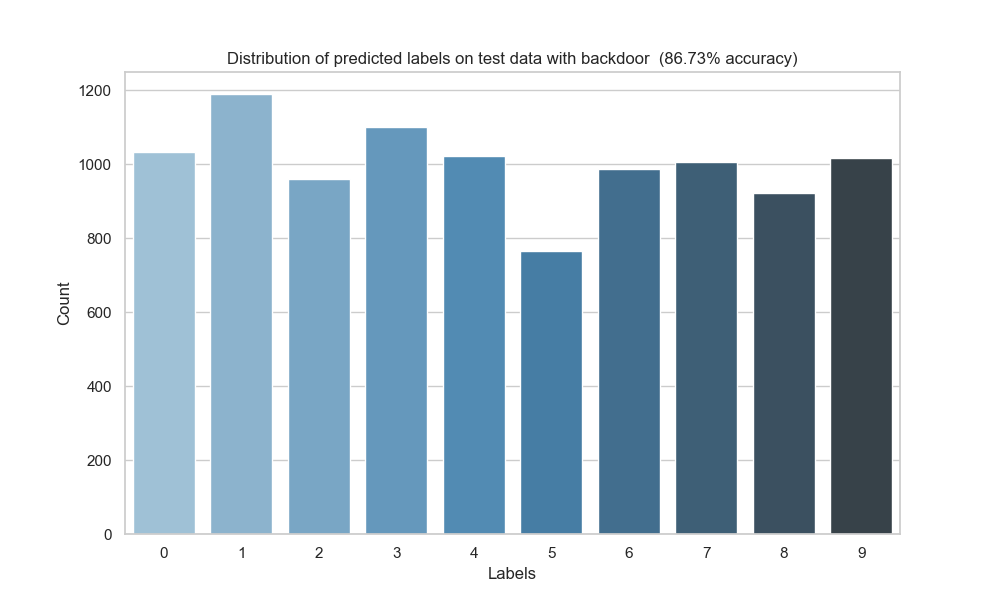 Distribution of predicted labels on test data with backdoor  (86.73% accuracy)
1200
1000
800
600
400
200
0
Count
0 1 2 3 4 5 6 7 8 9
Labels